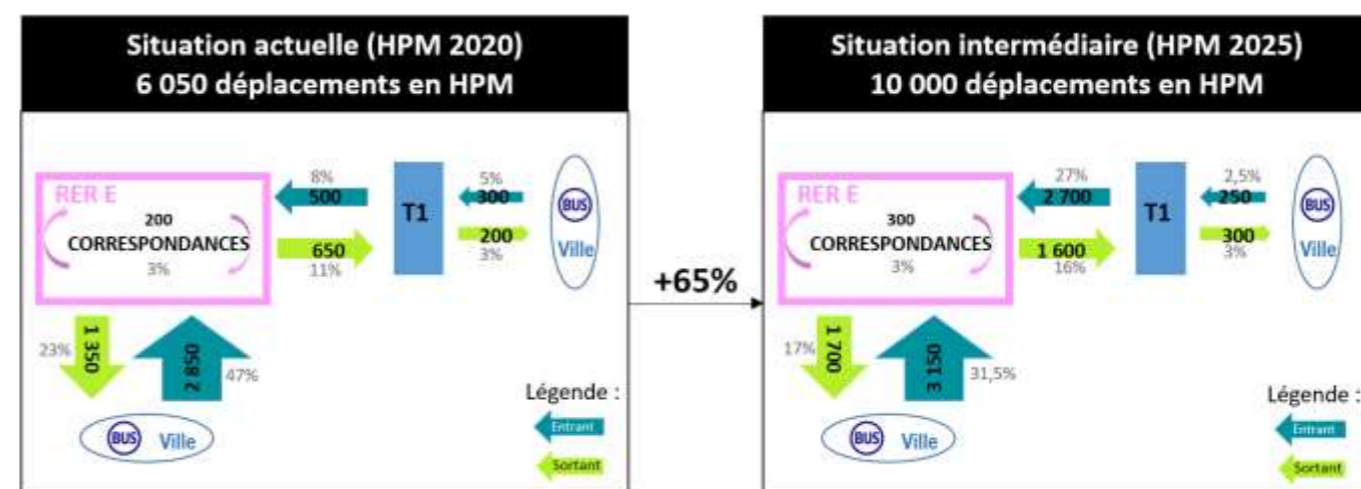 Situation actuelle (HPM 2020)
6 050 déplacements en HPM
RER E
200
CORRESPONDANCES
3%
8%
500
650
11%
T1
5%
300
200
3%
BUS
Ville
23%
1 350
2 850
47%
BUS Ville
Légende :
Entrant
Sortant
+65%
Situation intermédiaire (HPM 2025)
10 000 déplacements en HPM
RER E
300
CORRESPONDANCES
3%
27%
2 700
1 600
16%
T1
2,5%
250
300
3%
BUS
Ville
17%
1 700
3 150
31,5%
BUS Ville
Légende :
Entrant
Sortant